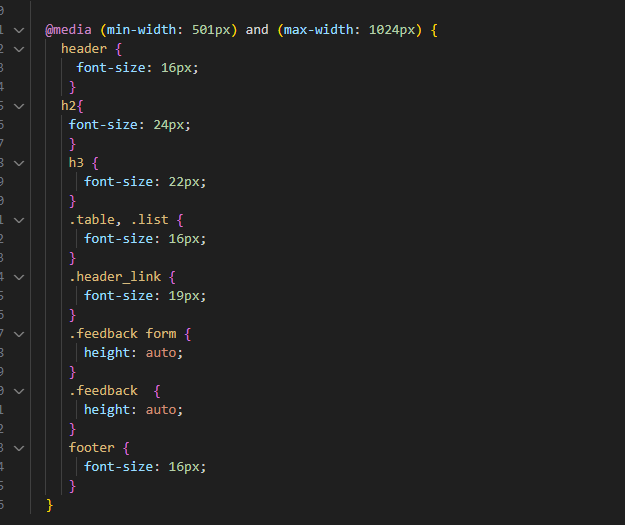 0
1 @media (min-width: 501px) and (max-width: 1024px) {
2 header {
3 font-size: 16px;
4 }
5 h2{
6 font-size: 24px;
7 }
8 h3 {
9 font-size: 22px;
0 }
1 .table, .list {
2 font-size: 16px;
3 }
4 .header_link {
5 font-size: 19px;
6 }
7 .feedback form {
8 height: auto;
9 }
0 .feedback  {
1 height: auto;
2 }
3 footer {
4 font-size: 16px;
5 }
6 }